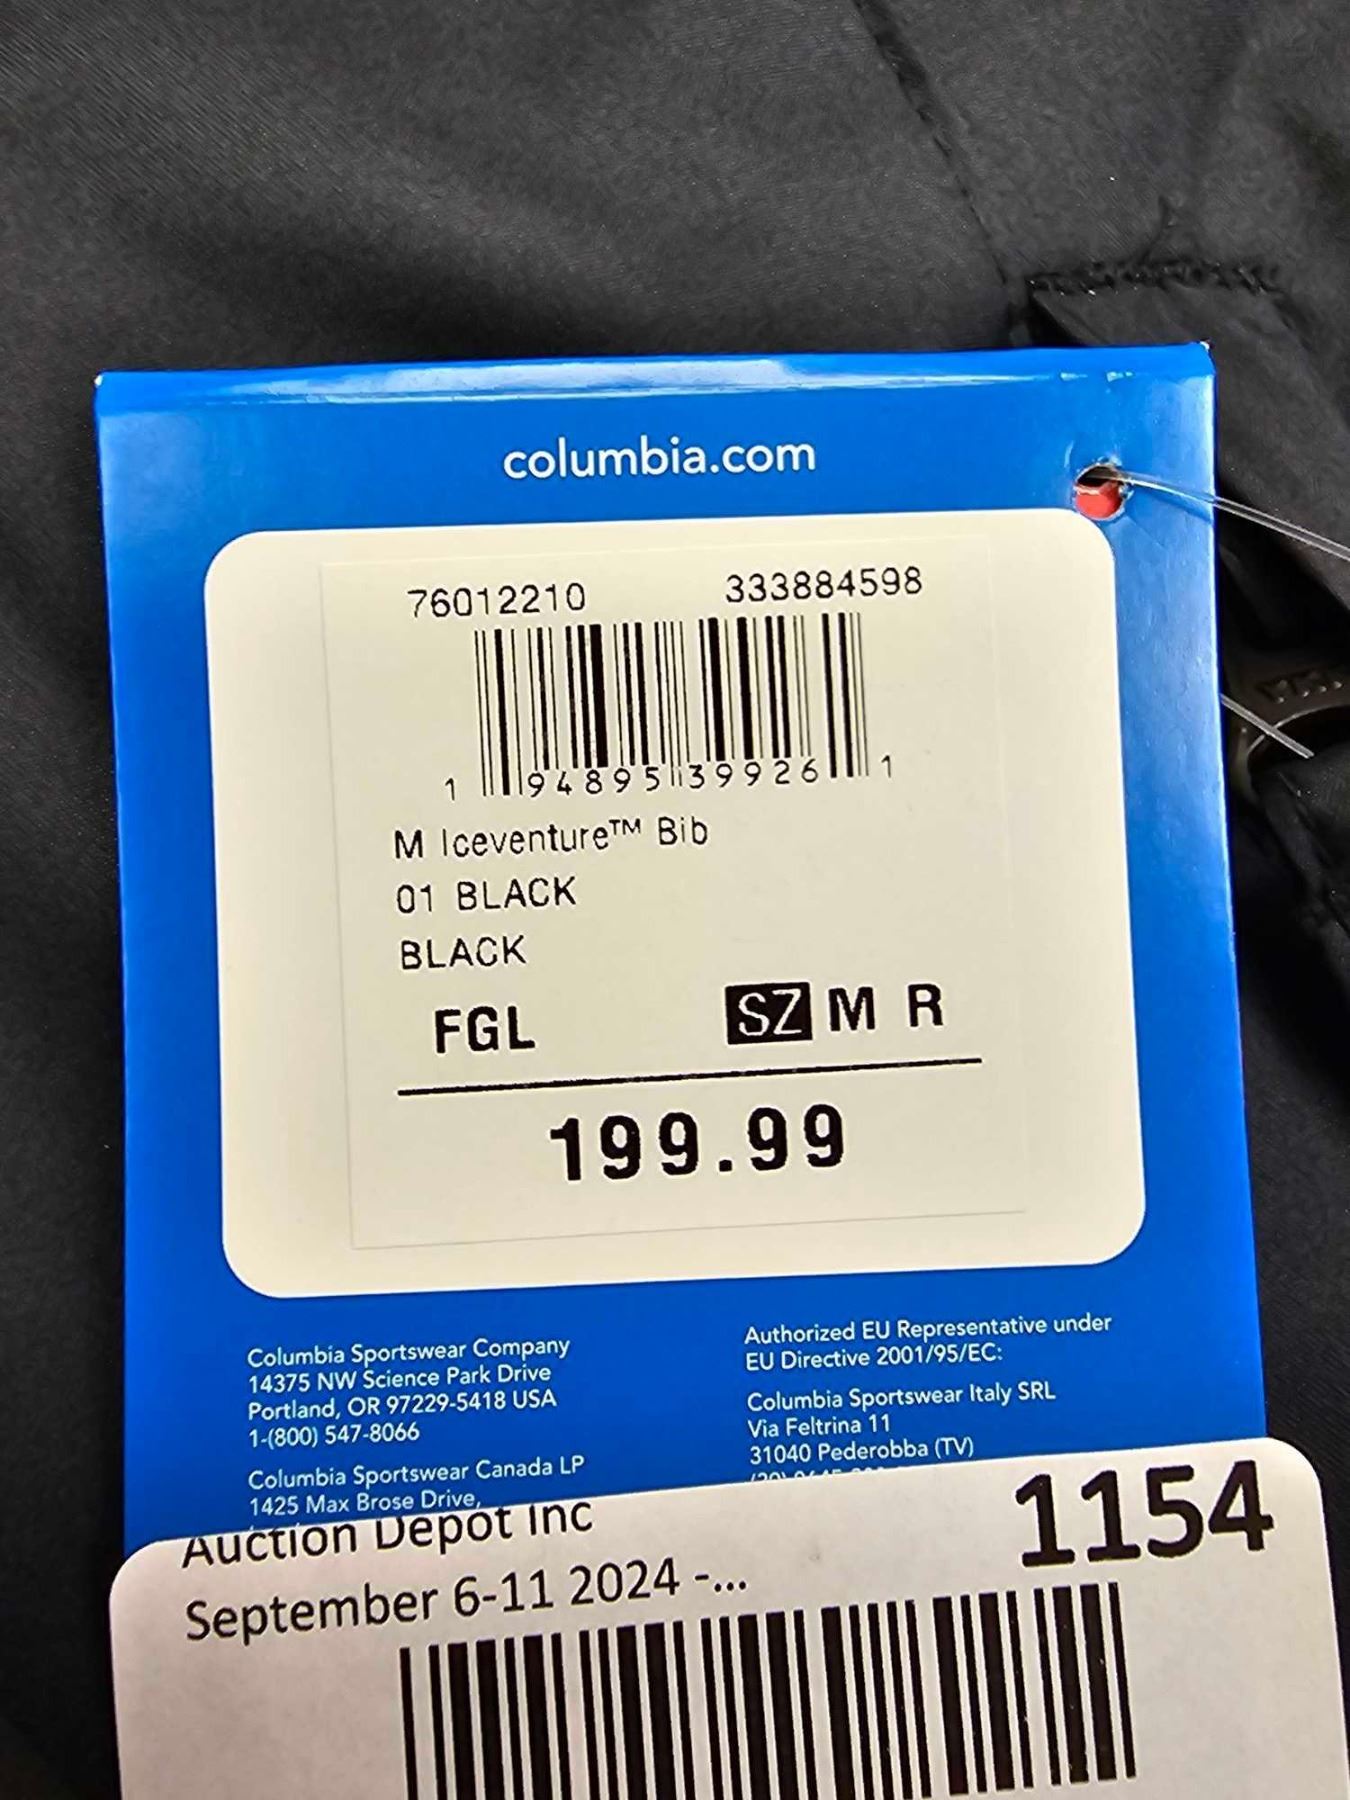 columbia.com
76012210 333884598
1 94895 39926 1
M Iceventure™ Bib
01 BLACK
BLACK
FGL SZ M R
199.99
Columbia Sportswear Company
14375 NW Science Park Drive
Portland, OR 97229-5418 USA
1-(800) 547-8066
Columbia Sportswear Canada LP
1425 Max Brose Drive,
Authorized EU Representative under
EU Directive 2001/95/EC:
Columbia Sportswear Italy SRL
Via Feltrina 11
31040 Pederobba (TV)
Auction Depot Inc
1154
September 6-11 2024 -...